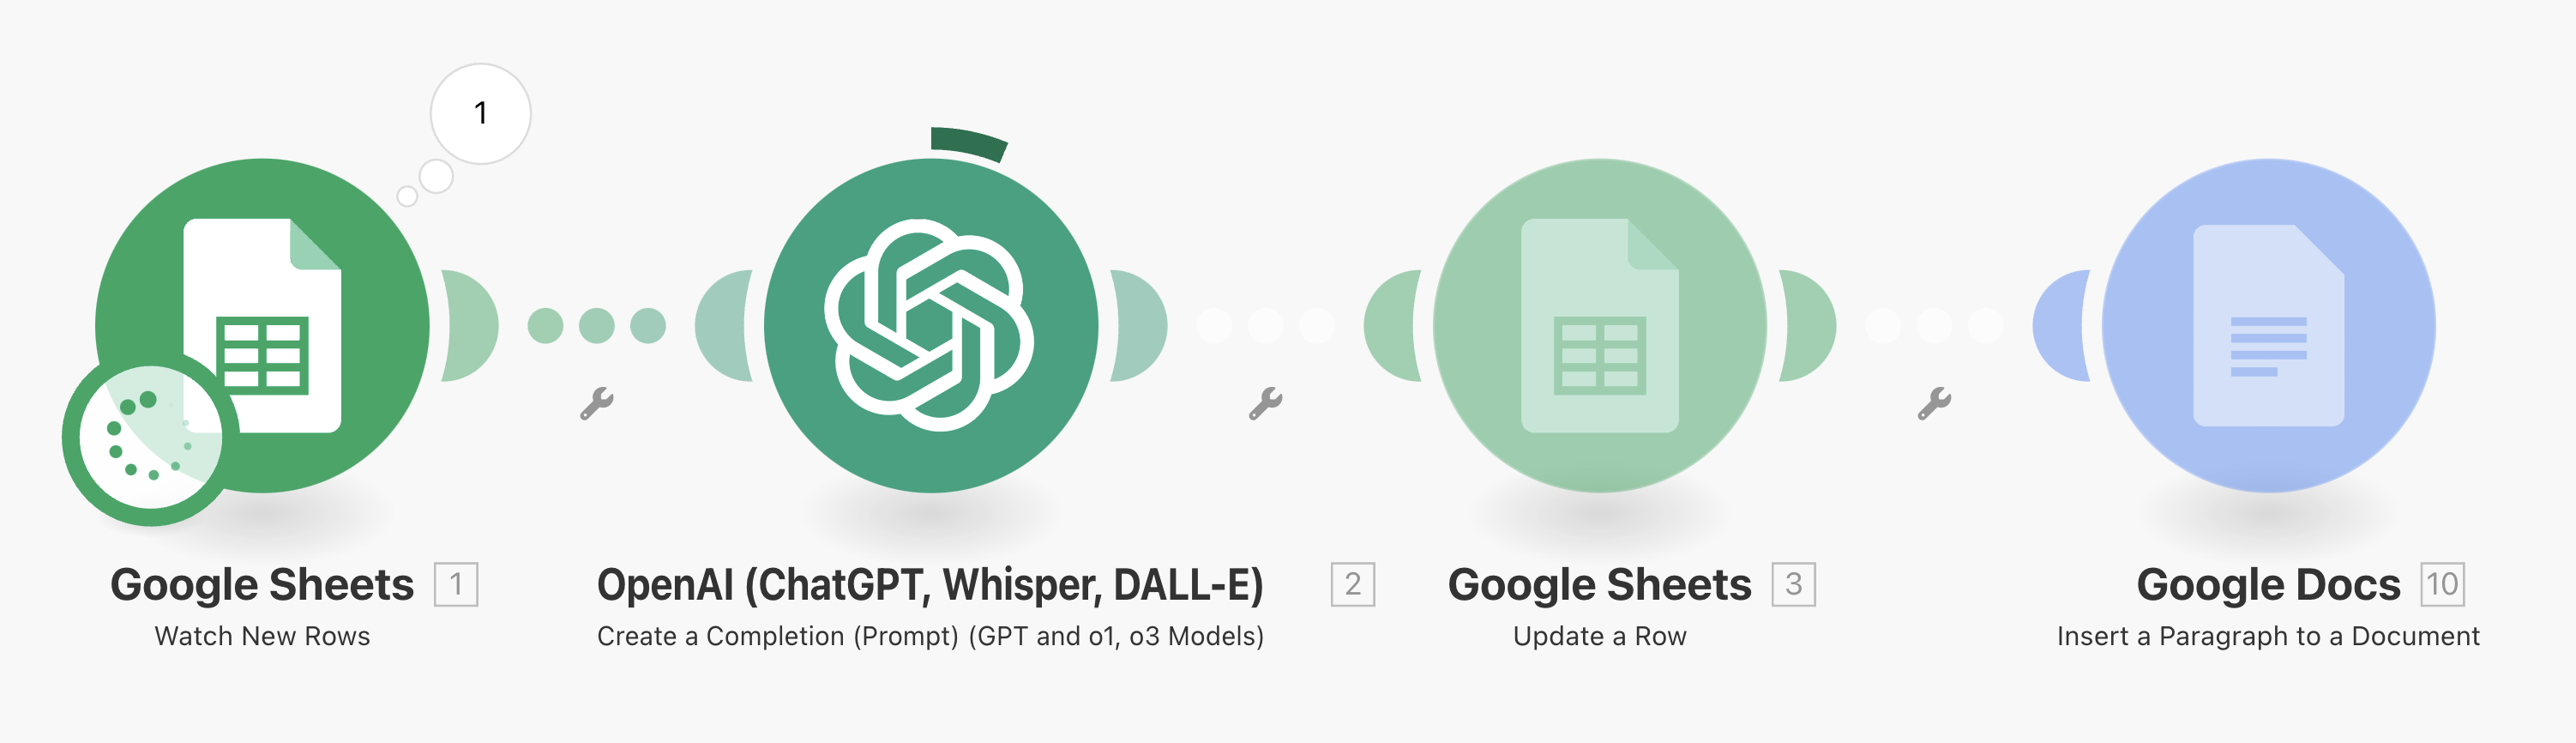 1
Google Sheets 1
Watch New Rows
OpenAI (ChatGPT, Whisper, DALL-E) 2
Create a Completion (Prompt) (GPT and o1, o3 Models)
Google Sheets 3
Update a Row
Google Docs 10
Insert a Paragraph to a Document